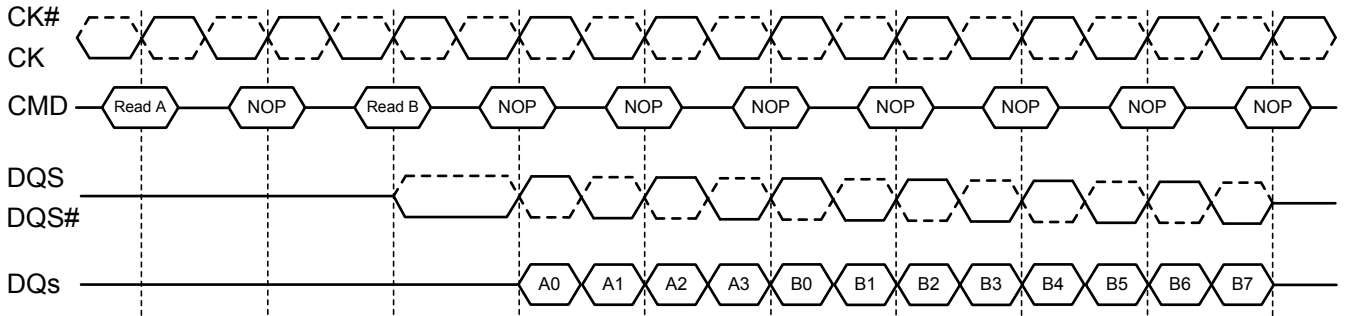 CK#
CK
CMD Read A NOP Read B NOP NOP NOP NOP NOP NOP NOP
DQS
DQS#
DQs A0 A1 A2 A3 B0 B1 B2 B3 B4 B5 B6 B7